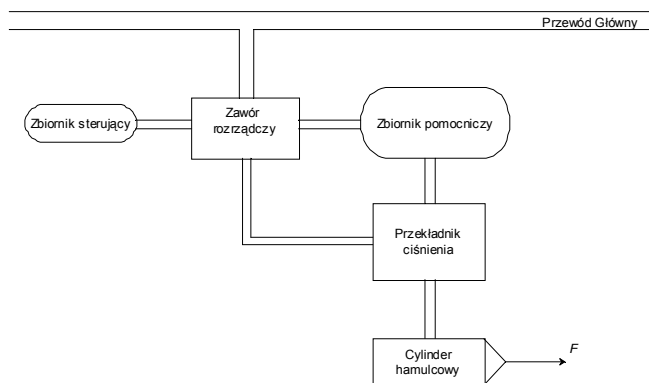 Przewód Główny
Zbiornik sterujący
Zawór
rozrządczy
Zbiornik pomocniczy
Przekładnik
ciśnienia
Cylinder
hamulcowy
F